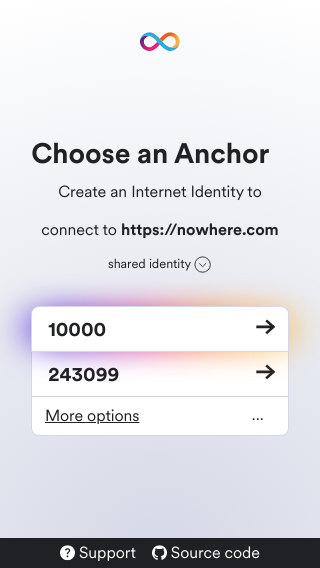 Choose an Anchor
Create an Internet Identity to
connect to https://nowhere.com
shared identity
10000
243099
More options ...
Support Source code